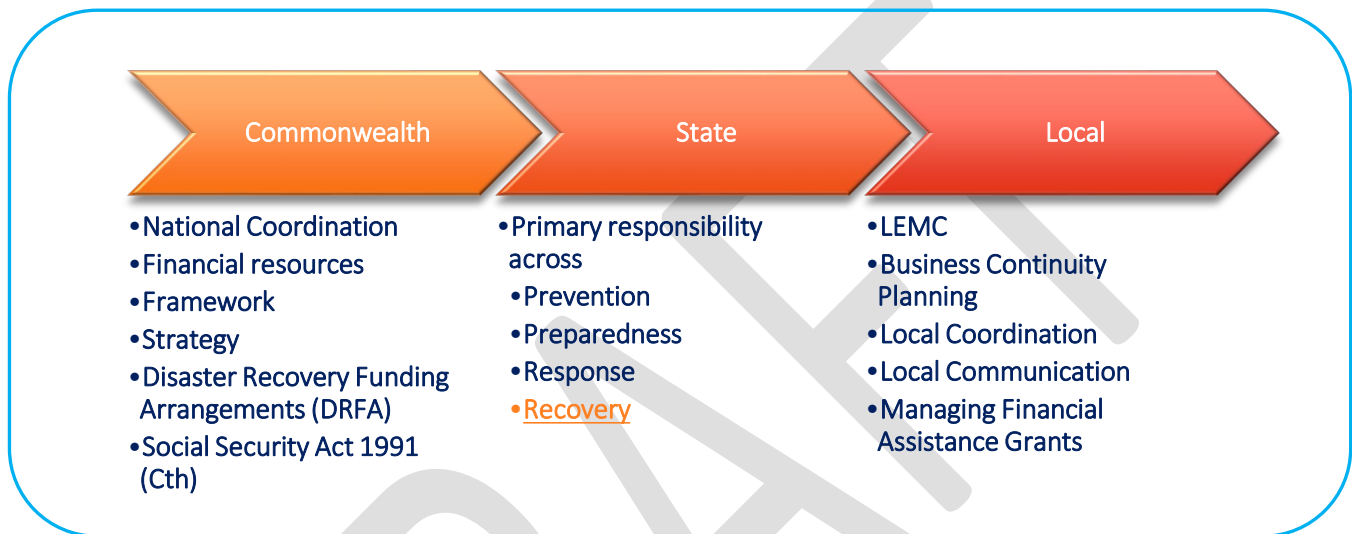 Commonwealth
•National Coordination
•Financial resources
•Framework
•Strategy
•Disaster Recovery Funding
Arrangements (DRFA)
•Social Security Act 1991
(Cth)
State
•Primary responsibility
across
•Prevention
•Preparedness
•Response
•Recovery
Local
•LEMC
•Business Continuity
Planning
•Local Coordination
•Local Communication
•Managing Financial
Assistance Grants
DRAFT